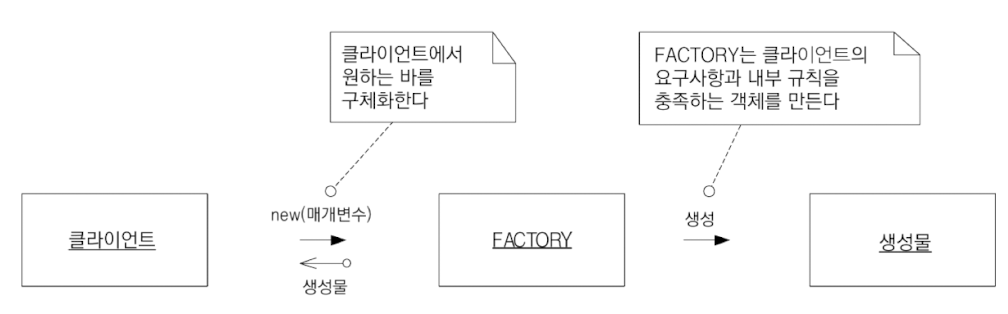 클라이언트에서
원하는 바를
구체화한다
FACTORY는 클라이언트의
요구사항과 내부 규칙을
충족하는 객체를 만든다
클라이언트
new(매개변수)
생성물
FACTORY
생성
생성물